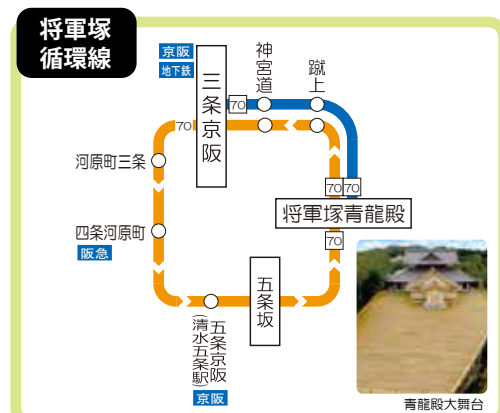 将軍塚
循環線
京阪
地下鉄
三条京阪
神宮道
蹴上
70
70
河原町三条
四条河原町
阪急
70 70
将軍塚青龍殿
70
五条坂
五条京阪
(清水五条駅)
京阪
青龍殿大舞台